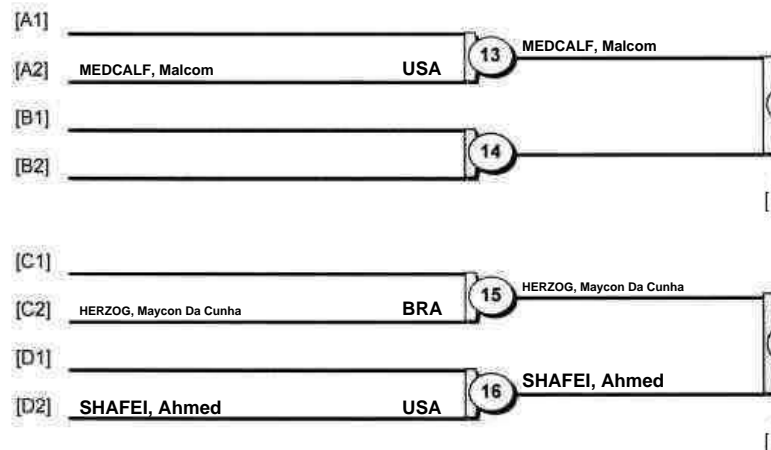 [A1]
[A2] MEDCALF, Malcom USA 13 MEDCALF, Malcom
[B1]
[B2] 14
[C1]
[C2] HERZOG, Maycon Da Cunha BRA 15 HERZOG, Maycon Da Cunha
[D1]
[D2] SHAFEI, Ahmed USA 16 SHAFEI, Ahmed